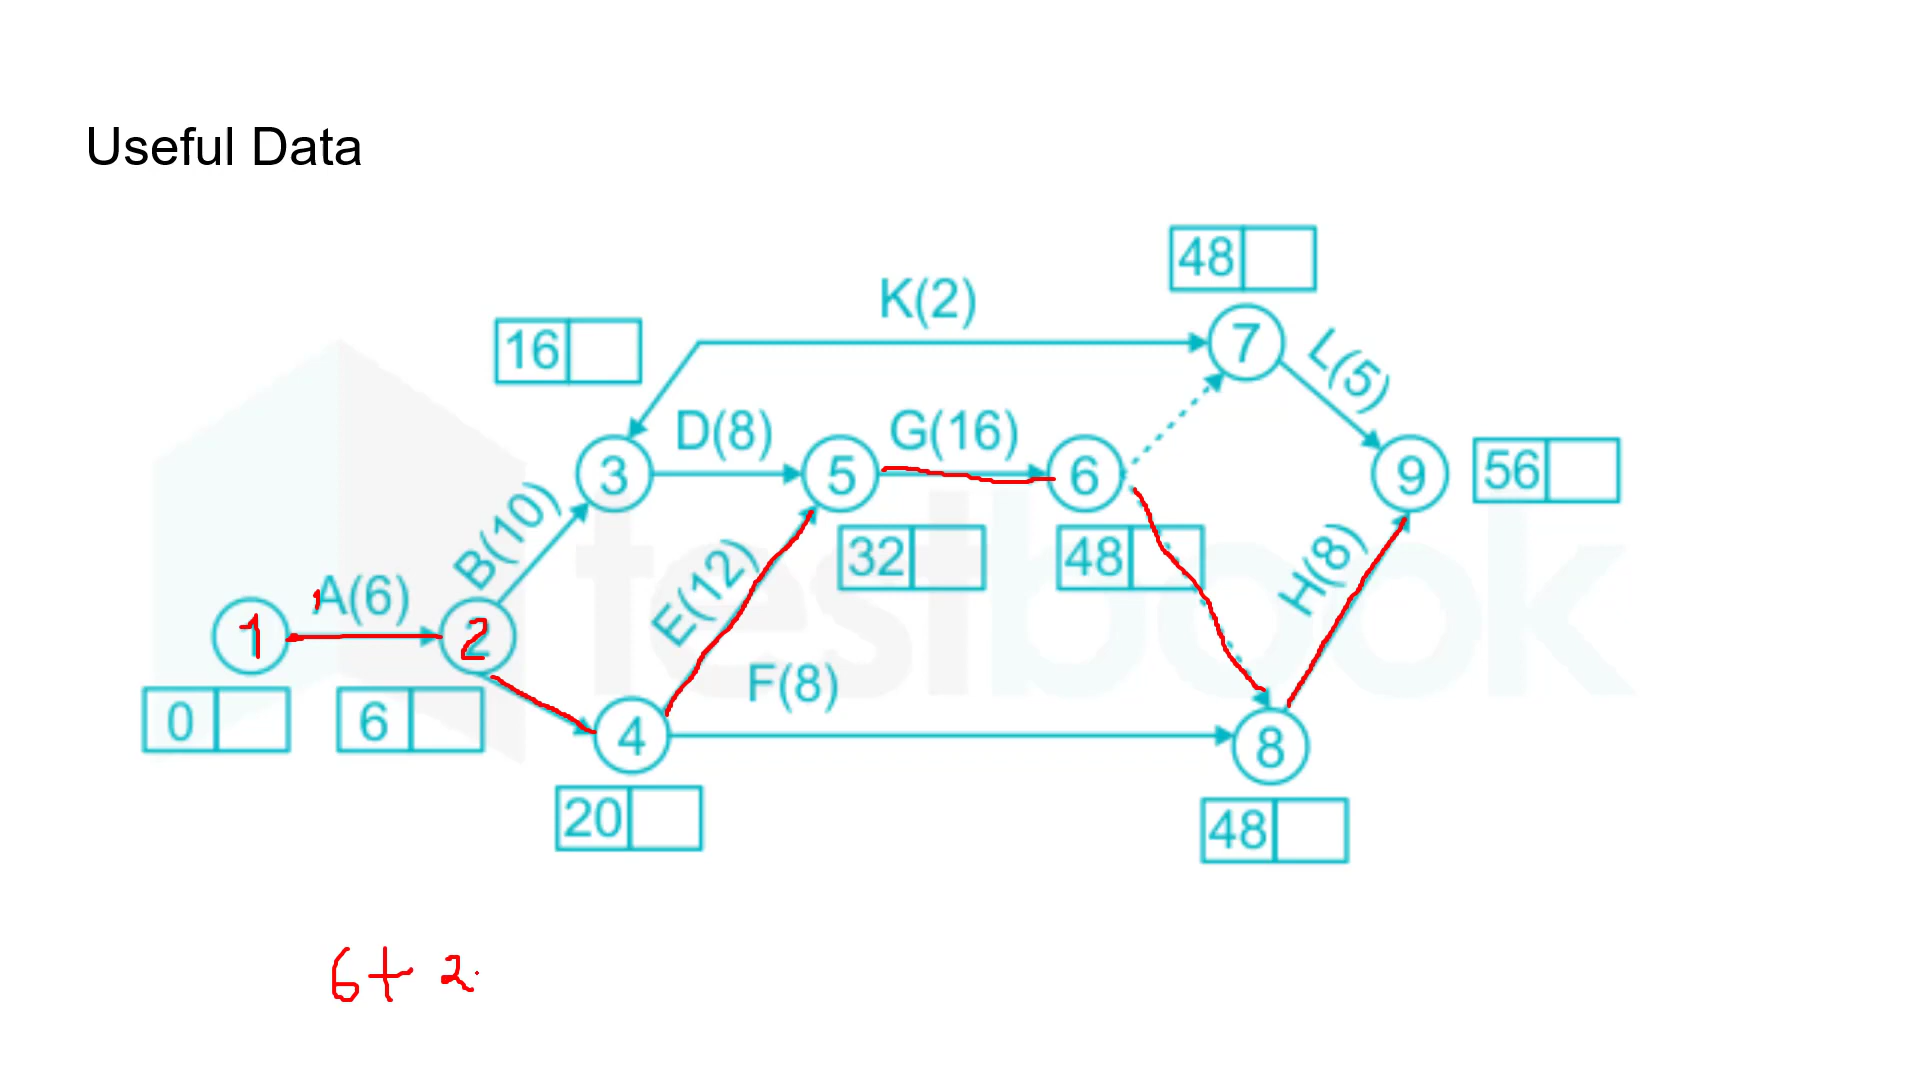 Useful Data
48
K(2)
16
7
L(5)
D(8)
G(16)
3
5
6
9
56
B(10)
32
48
E(12)
H(8)
A(6)
1
2
F(8)
0
6
4
8
20
48
testbook
6+ 2